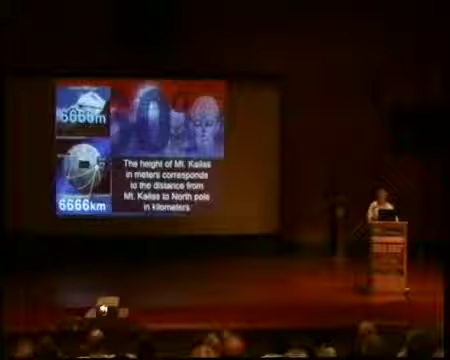 6666m
The height of Mt. Kailas
in meters corresponds
to the distance from
Mt. Kailas to North pole
in kilometers
6666km